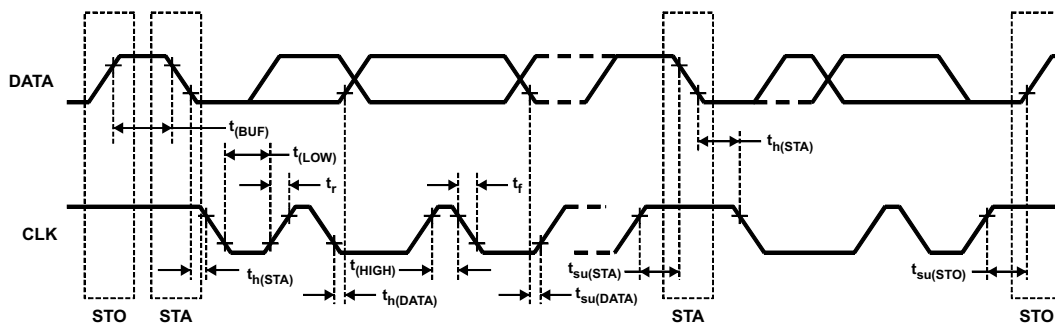 DATA
t(BUF)
t(LOW)
tr
tf
th(STA)
CLK
th(STA)
t(HIGH)
th(DATA)
tsu(DATA)
tsu(STA)
tsu(STO)
STO
STA
STA
STO